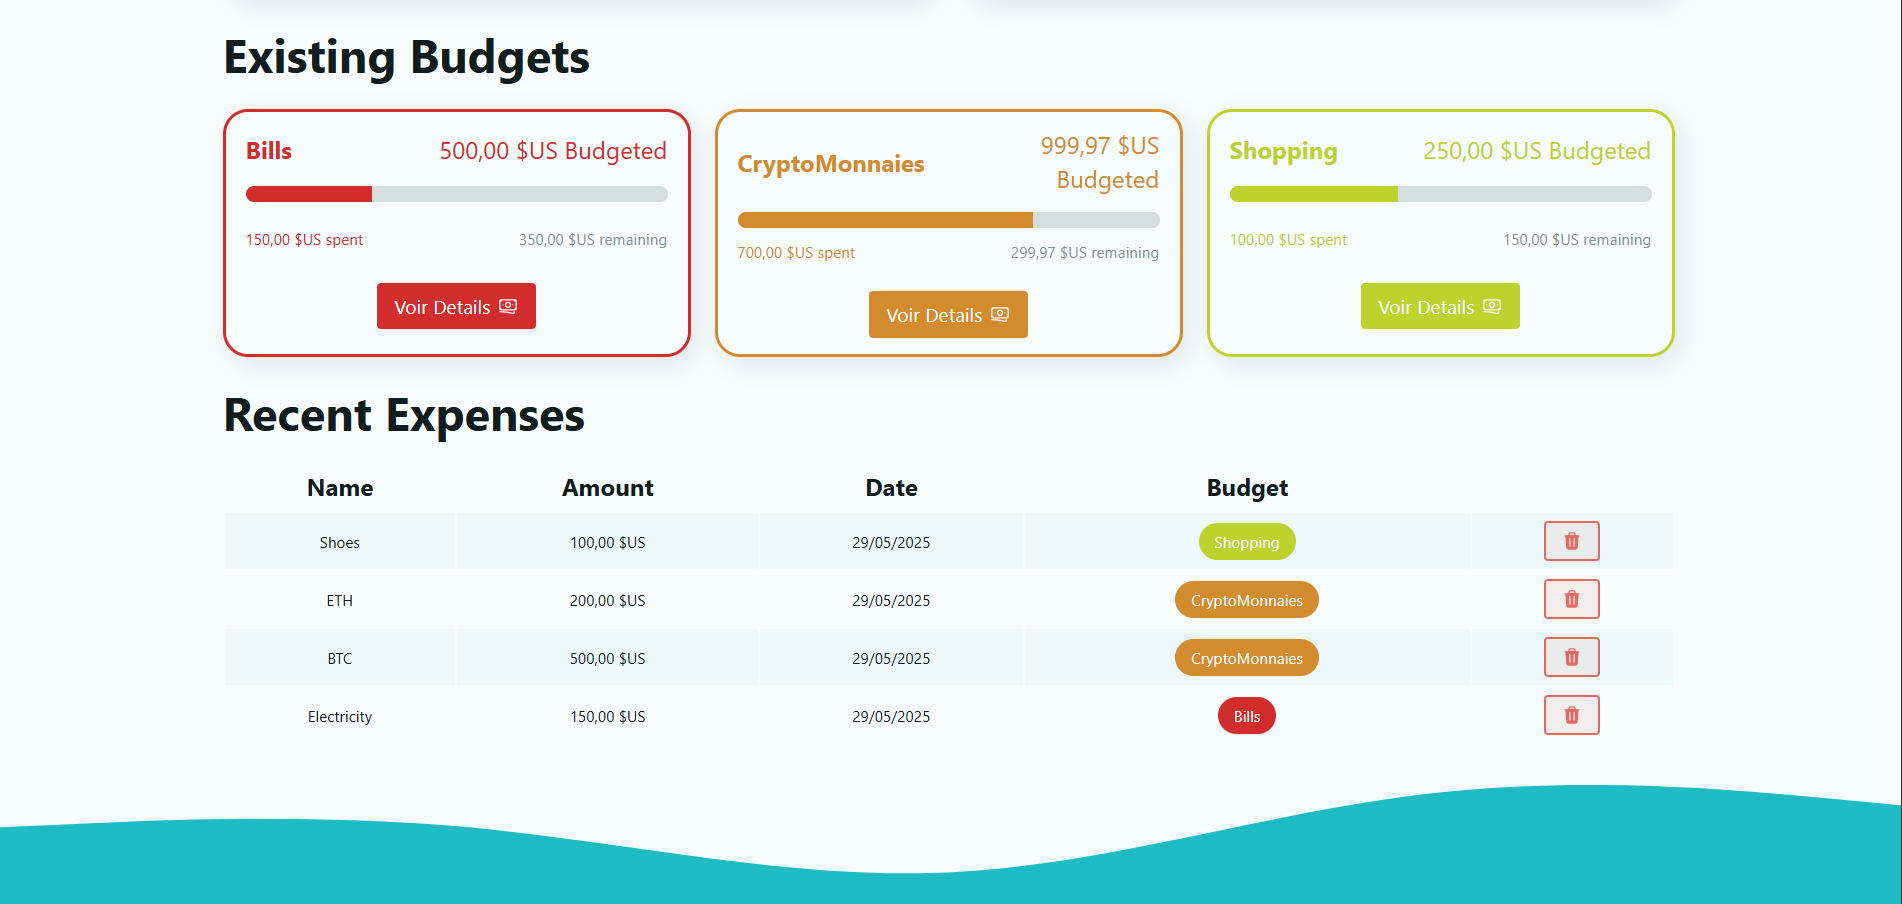 Existing Budgets
Bills 500,00 $US Budgeted
150,00 $US spent 350,00 $US remaining
Voir Details
CryptoMonnaies 999,97 $US
Budgeted
700,00 $US spent 299,97 $US remaining
Voir Details
Shopping 250,00 $US Budgeted
100,00 $US spent 150,00 $US remaining
Voir Details
Recent Expenses
Name Amount Date Budget
Shoes 100,00 $US 29/05/2025 Shopping
ETH 200,00 $US 29/05/2025 CryptoMonnaies
BTC 500,00 $US 29/05/2025 CryptoMonnaies
Electricity 150,00 $US 29/05/2025 Bills